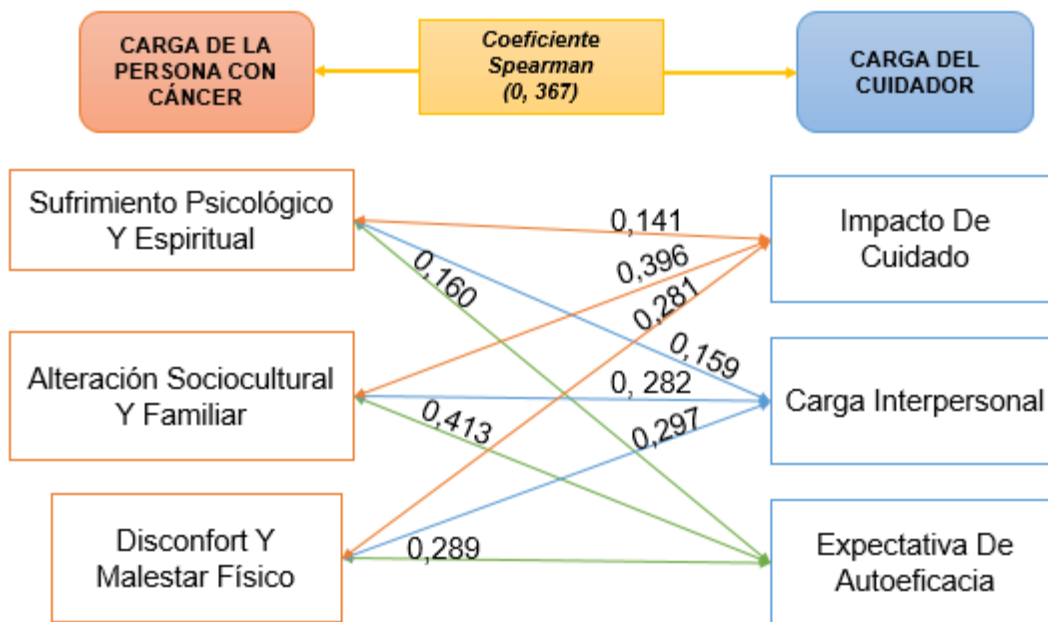 CARGA DE LA
PERSONA CON
CÁNCER
Coeficiente
Spearman
(0, 367)
CARGA DEL
CUIDADOR
Sufrimiento Psicológico
Y Espiritual
0,141
0,396
0,281
0,160
0,159
Impacto De
Cuidado
Alteración Sociocultural
Y Familiar
0, 282
0,413
0,297
Carga Interpersonal
Disconfort Y
Malestar Físico
0,289
Expectativa De
Autoeficacia